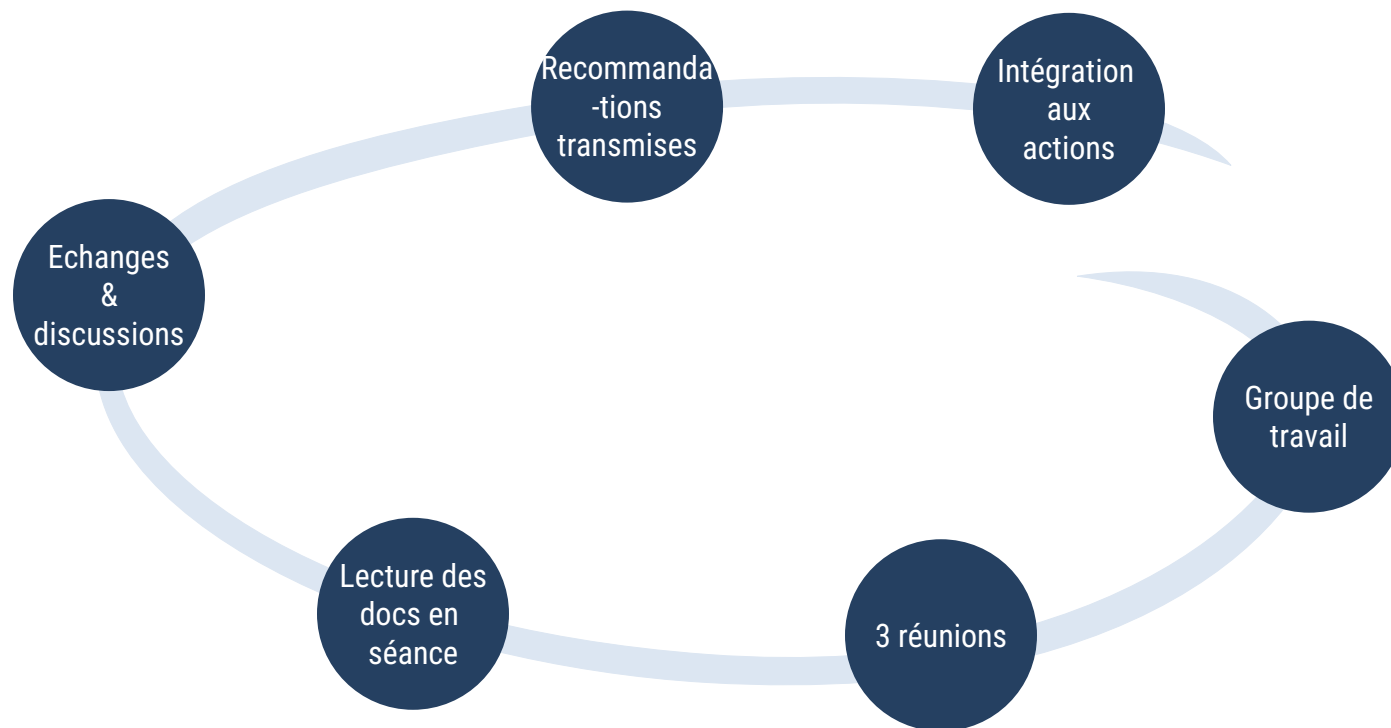 Recommanda
-tions
transmises
Intégration
aux
actions
Echanges
&
discussions
Groupe de
travail
Lecture des
docs en
séance
3 réunions